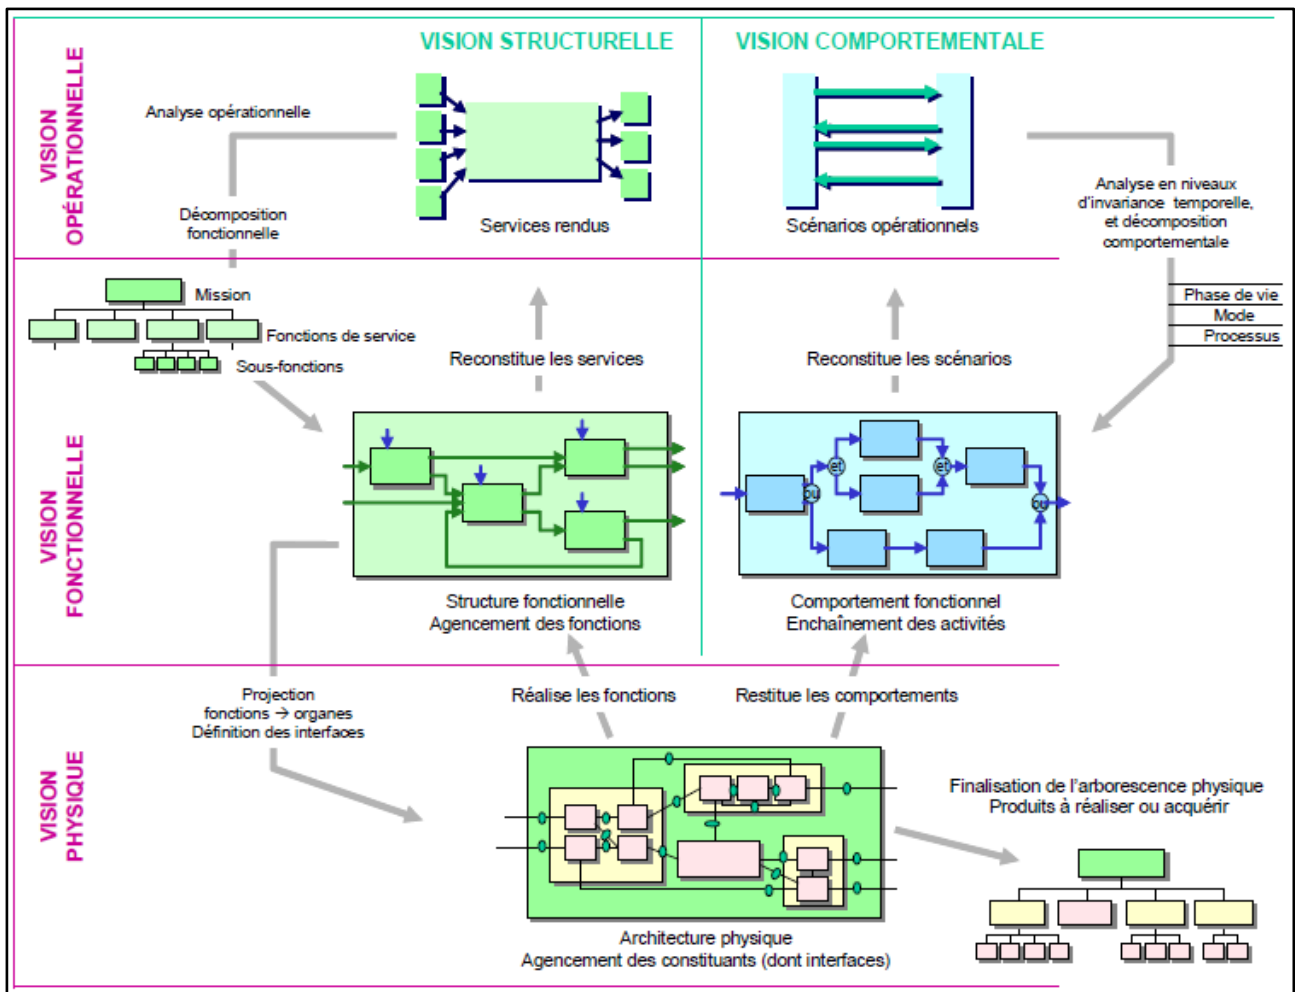 VISION STRUCTURELLE
VISION COMPORTEMENTALE
VISION
OPÉRATIONNELLE
Analyse opérationnelle
Décomposition
fonctionnelle
Services rendus
Scénarios opérationnels
Analyse en niveaux
d'invariance temporelle,
et décomposition
comportementale
Phase de vie
Mode
Processus
VISION
FONCTIONNELLE
Mission
Fonctions de service
Sous-fonctions
Reconstitue les services
Reconstitue les scénarios
et
et
ou
ou
Structure fonctionnelle
Agencement des fonctions
Comportement fonctionnel
Enchaînement des activités
VISION
PHYSIQUE
Projection
fonctions → organes
Définition des interfaces
Réalise les fonctions
Restitue les comportements
Finalisation de l'arborescence physique
Produits à réaliser ou acquérir
Architecture physique
Agencement des constituants (dont interfaces)